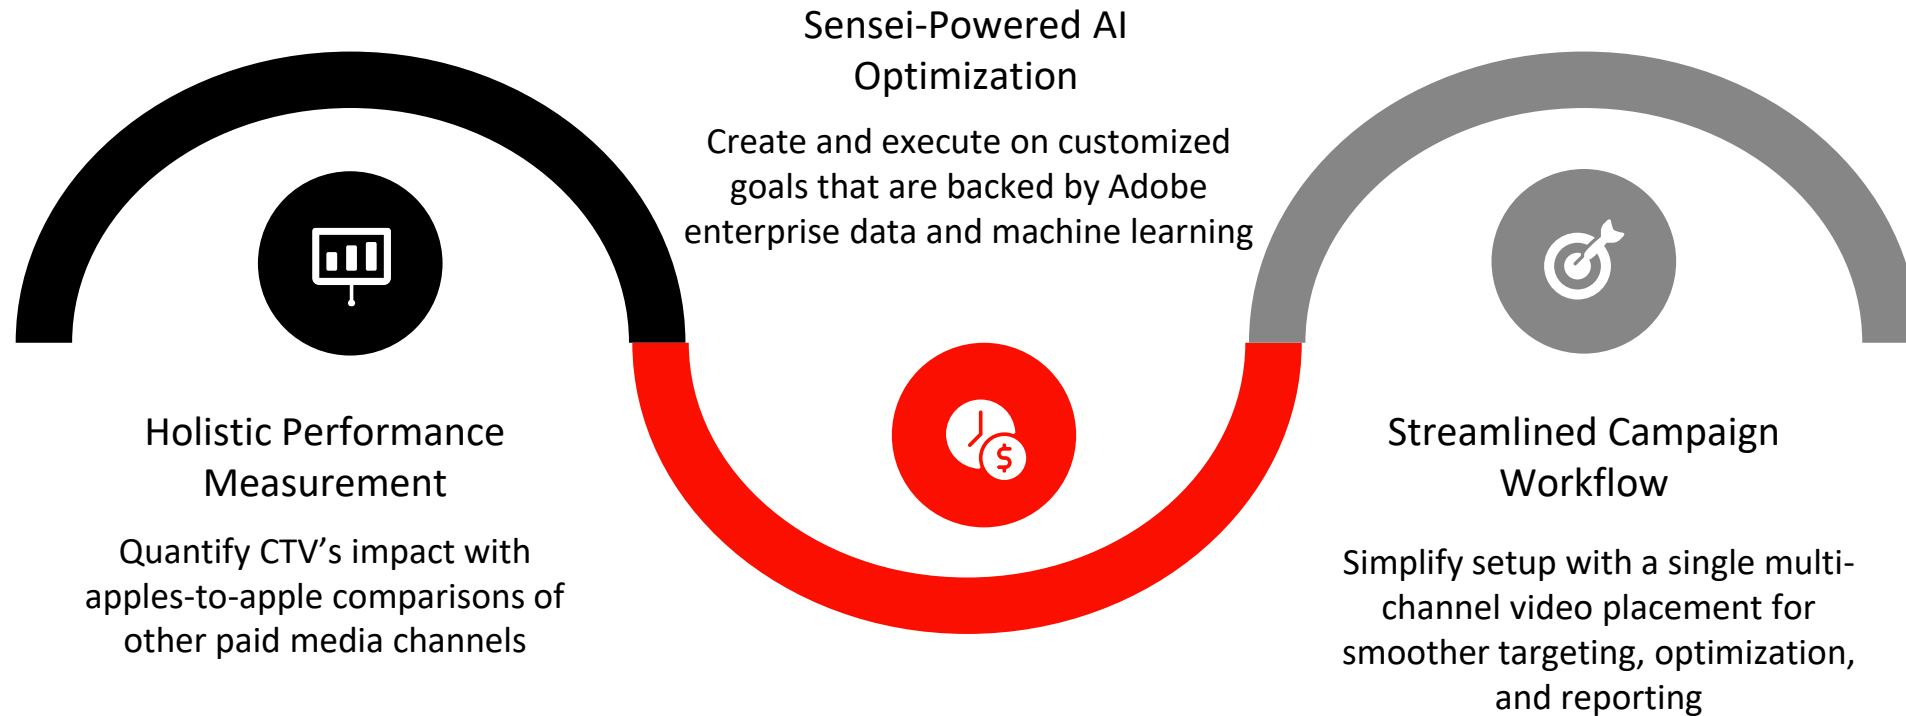 Sensei-Powered AI
Optimization
Create and execute on customized
goals that are backed by Adobe
enterprise data and machine learning
$
Holistic Performance
Measurement
Quantify CTV’s impact with
apples-to-apple comparisons of
other paid media channels
Streamlined Campaign
Workflow
Simplify setup with a single multi-
channel video placement for
smoother targeting, optimization,
and reporting